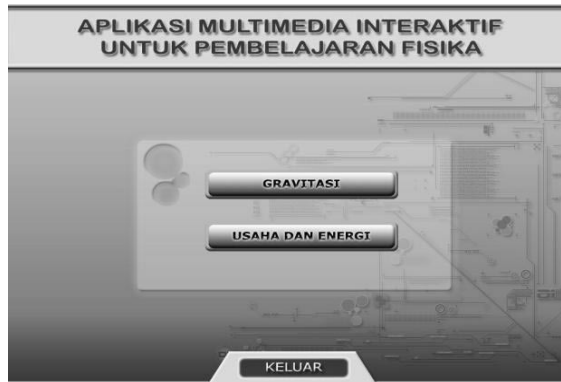 APLIKASI MULTIMEDIA INTERAKTIF
UNTUK PEMBELAJARAN FISIKA
GRAVITASI
USAHA DAN ENERGI
KELUAR